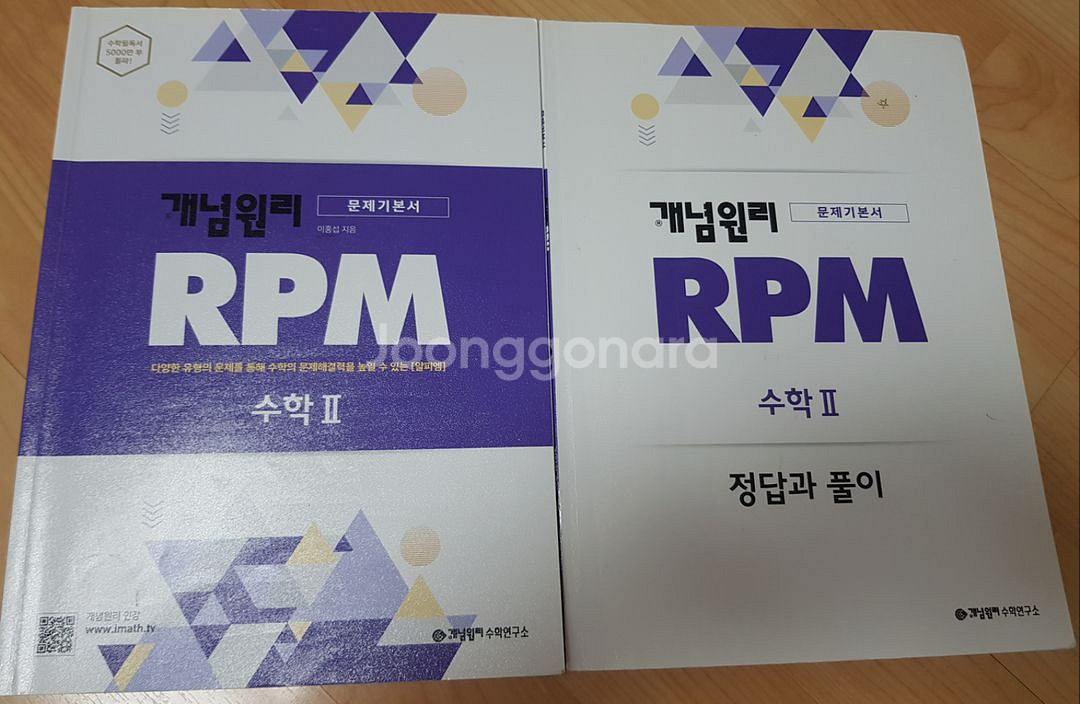 수학필독서
5000만 부
돌파!
개념원리
문제기본서
이홍섭 지음
RPM
다양한 유형의 문제를 통해 수학의 문제해결력을 높일 수 있는 [알피엠]
수학 Ⅱ
개념원리 인강
www.imath.tv
개념원리 수학연구소
개념원리
문제기본서
RPM
수학 Ⅱ
정답과 풀이
개념원리 수학연구소
Joonggonara